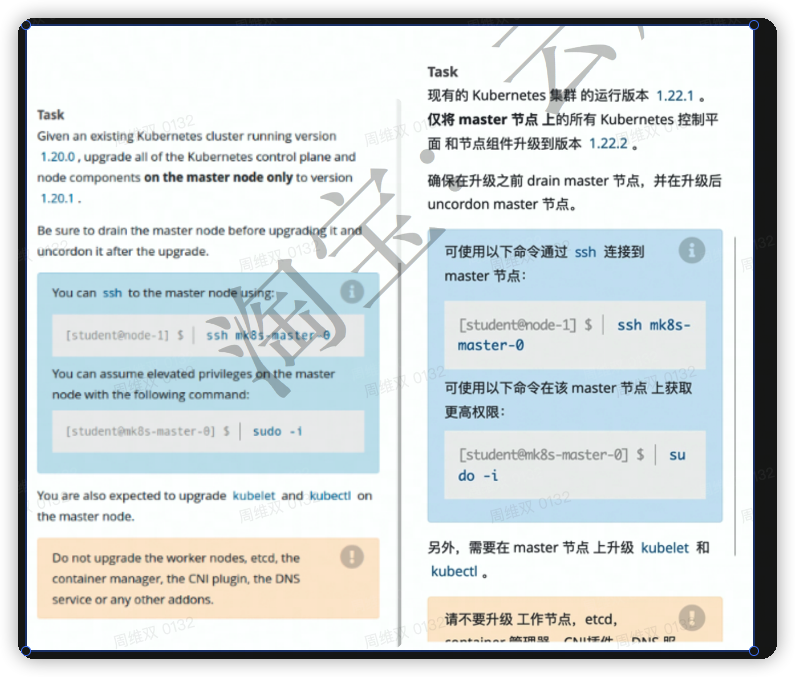 Task
Given an existing Kubernetes cluster running version
1.20.0 , upgrade all of the Kubernetes control plane and
node components on the master node only to version
1.20.1 .
Be sure to drain the master node before upgrading it and
uncordon it after the upgrade.
You can ssh to the master node using:
[student@node-1] $ | ssh mk8s-master-0
You can assume elevated privileges on the master
node with the following command:
[student@mk8s-master-0] $ | sudo -i
You are also expected to upgrade kubelet and kubectl on
the master node.
Do not upgrade the worker nodes, etcd, the
container manager, the CNI plugin, the DNS
service or any other addons.
Task
现有的 Kubernetes 集群 的运行版本 1.22.1 。
仅将 master 节点 上的所有 Kubernetes 控制平
面 和节点组件升级到版本 1.22.2 。
确保在升级之前 drain master 节点，并在升级后
uncordon master 节点。
可使用以下命令通过 ssh 连接到
master 节点：
[student@node-1] $ | ssh mk8s-
master-0
可使用以下命令在该 master 节点 上获取
更高权限：
[student@mk8s-master-0] $ | su
do -i
另外，需要在 master 节点 上升级 kubelet 和
kubectl 。
请不要升级 工作节点，etcd，
container 管理器，CNI插件，DNS 服
淘宝：云
周维双 0132